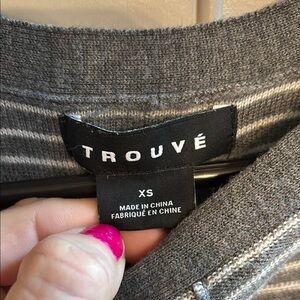 TROUVÉ
XS
MADE IN CHINA
FABRIQUÉ EN CHINE